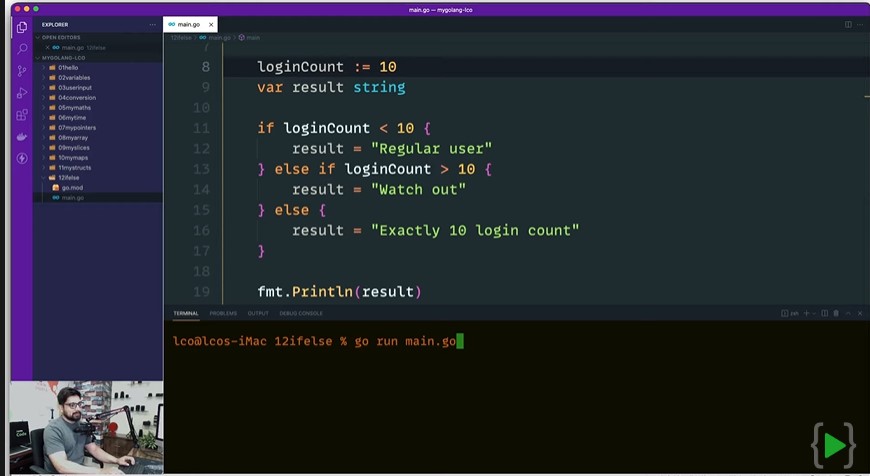 main.go — mygolang-lco
EXPLORER
main.go
OPEN EDITORS
main.go 12ifelse
MYGOLANG-LCO
01hello
02variables
03userinput
04conversion
05mymaths
06mytime
07mypointers
08myarray
09myslices
10mymaps
11mystructs
12ifelse
go.mod
main.go
12ifelse > main.go > main
7
8 loginCount := 10
9 var result string
10
11 if loginCount < 10 {
12 result = "Regular user"
13 } else if loginCount > 10 {
14 result = "Watch out"
15 } else {
16 result = "Exactly 10 login count"
17 }
18
19 fmt.Println(result)
TERMINAL PROBLEMS OUTPUT DEBUG CONSOLE
zsh
lco@lcos-iMac 12ifelse % go run main.go